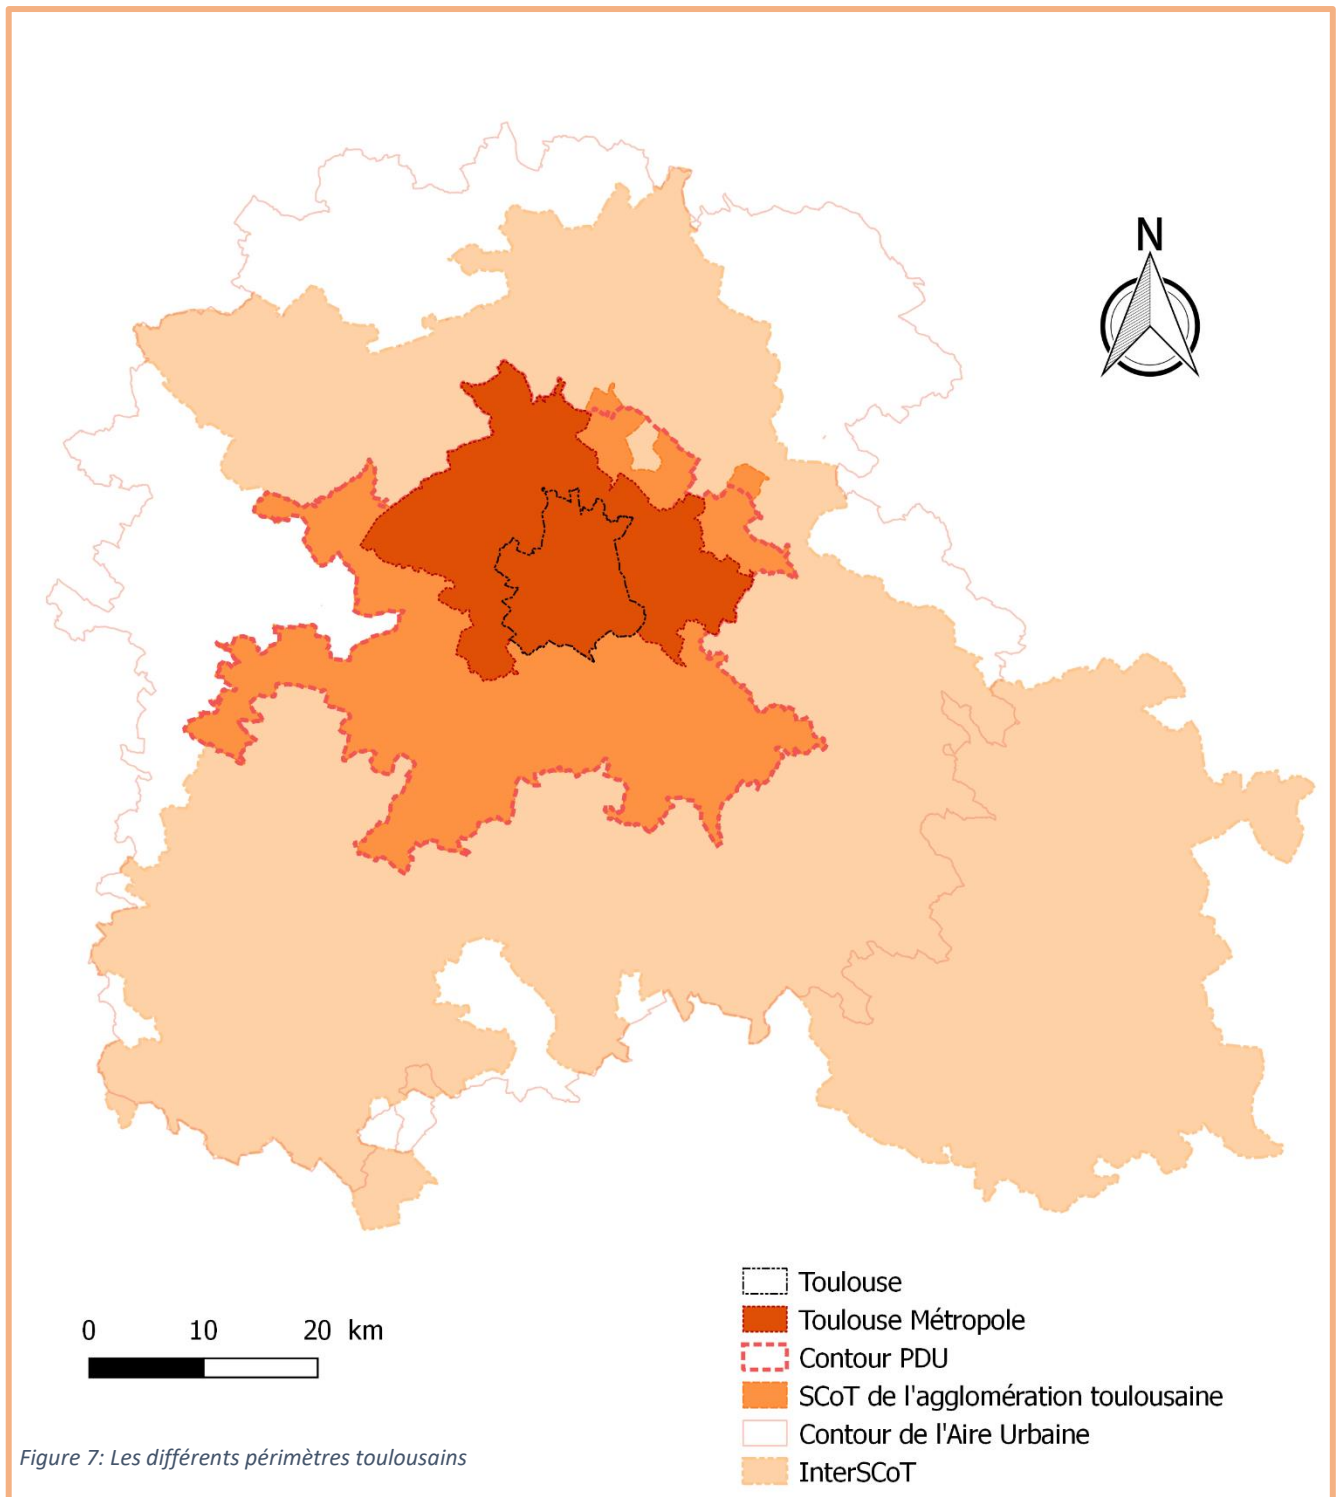 N
0 10 20 km
Toulouse
Toulouse Métropole
Contour PDU
SCoT de l'agglomération toulousaine
Contour de l'Aire Urbaine
InterSCoT
Figure 7: Les différents périmètres toulousains